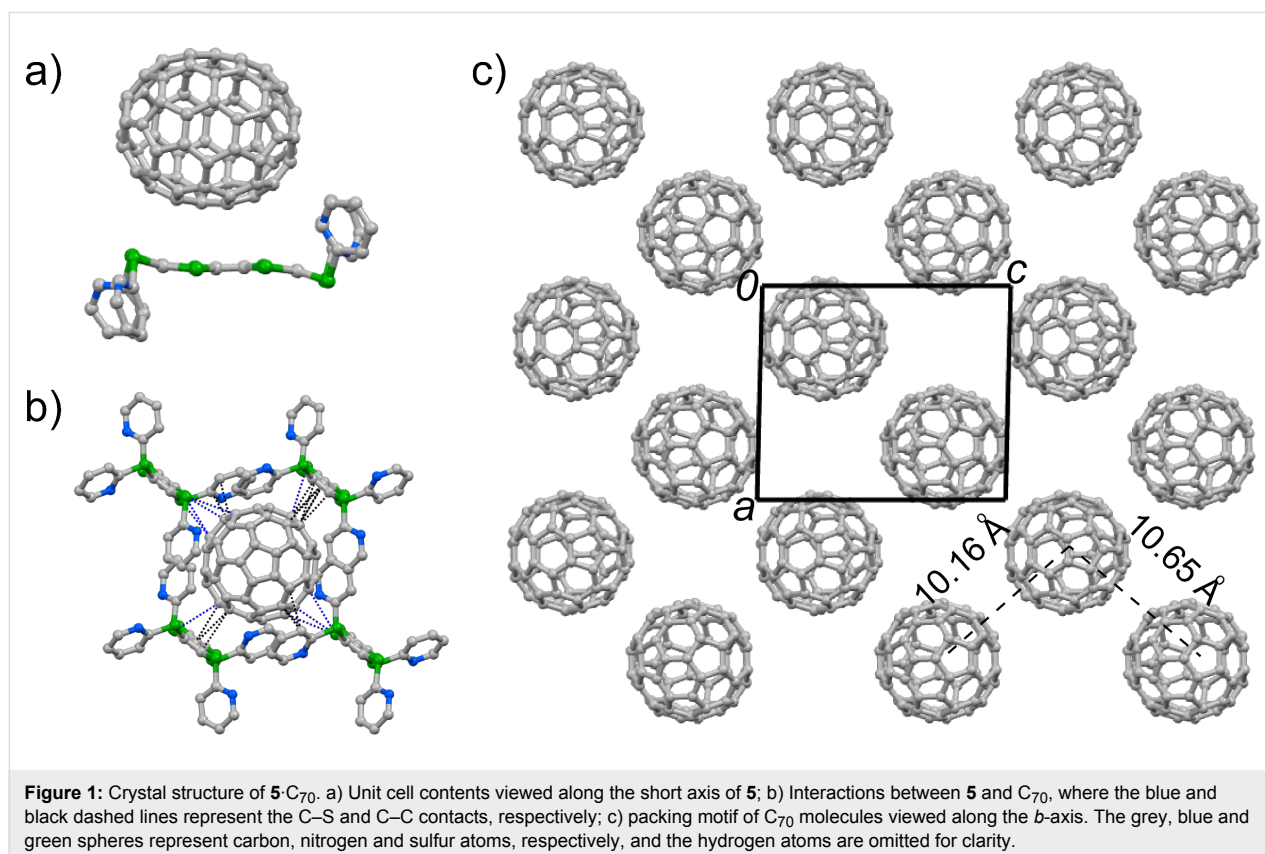 a)
c)
0
c
a
b)
10.16 Å
10.65 Å
Figure 1: Crystal structure of 5·C70. a) Unit cell contents viewed along the short axis of 5; b) Interactions between 5 and C70, where the blue and
black dashed lines represent the C–S and C–C contacts, respectively; c) packing motif of C70 molecules viewed along the b-axis. The grey, blue and
green spheres represent carbon, nitrogen and sulfur atoms, respectively, and the hydrogen atoms are omitted for clarity.